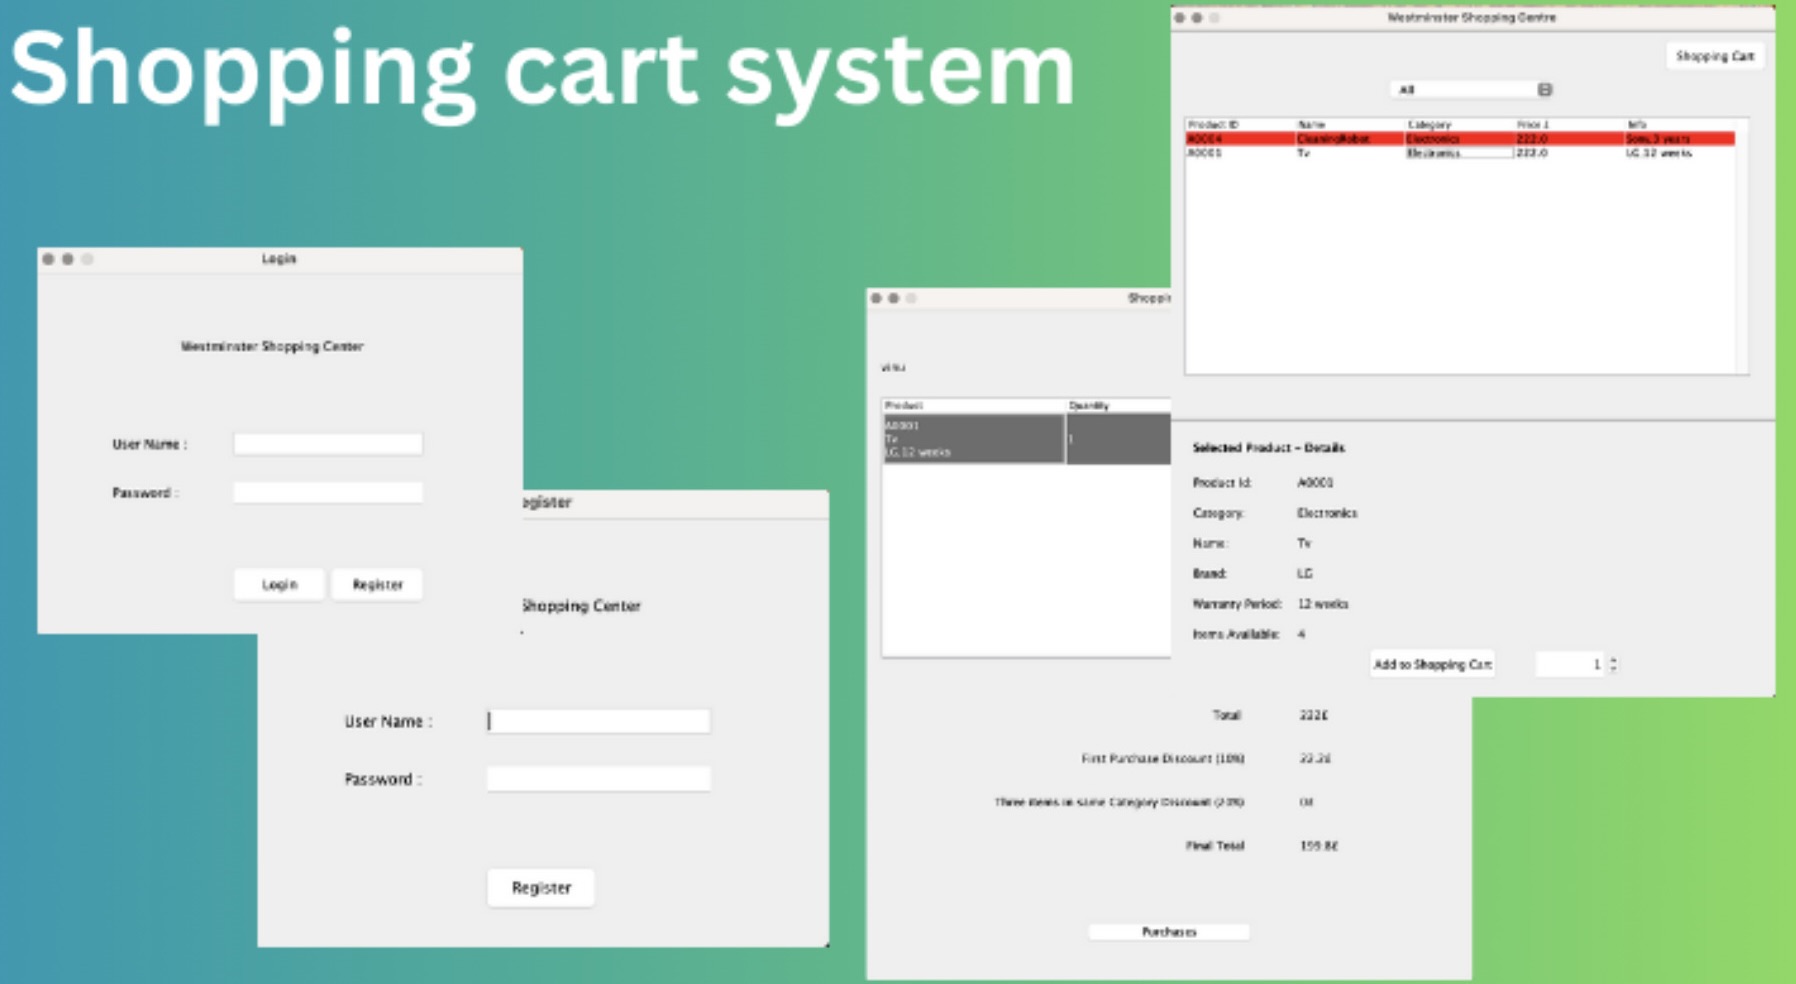 Shopping cart system
Login
Westminster Shopping Center
User Name :
Password :
Login Register
egister
Shopping Center
User Name :
Password :
Register
Shoppin
vinu
Product Quantity
A0001
Tv 1
LG, 12 weeks
Total 222£
First Purchase Discount (10%) 22.2£
Three items in same Category Discount (20%) 0£
Final Total 199.8£
Purchases
Westminster Shopping Centre
Shopping Cart
All
Product ID Name Category Price £ Info
A0004 CleaningRobot Electronics 222.0 Sony, 3 years
A0001 Tv Electronics 222.0 LG, 12 weeks
Selected Product - Details
Product Id: A0001
Category: Electronics
Name: Tv
Brand: LG
Warranty Period: 12 weeks
Items Available: 4
Add to Shopping Cart 1